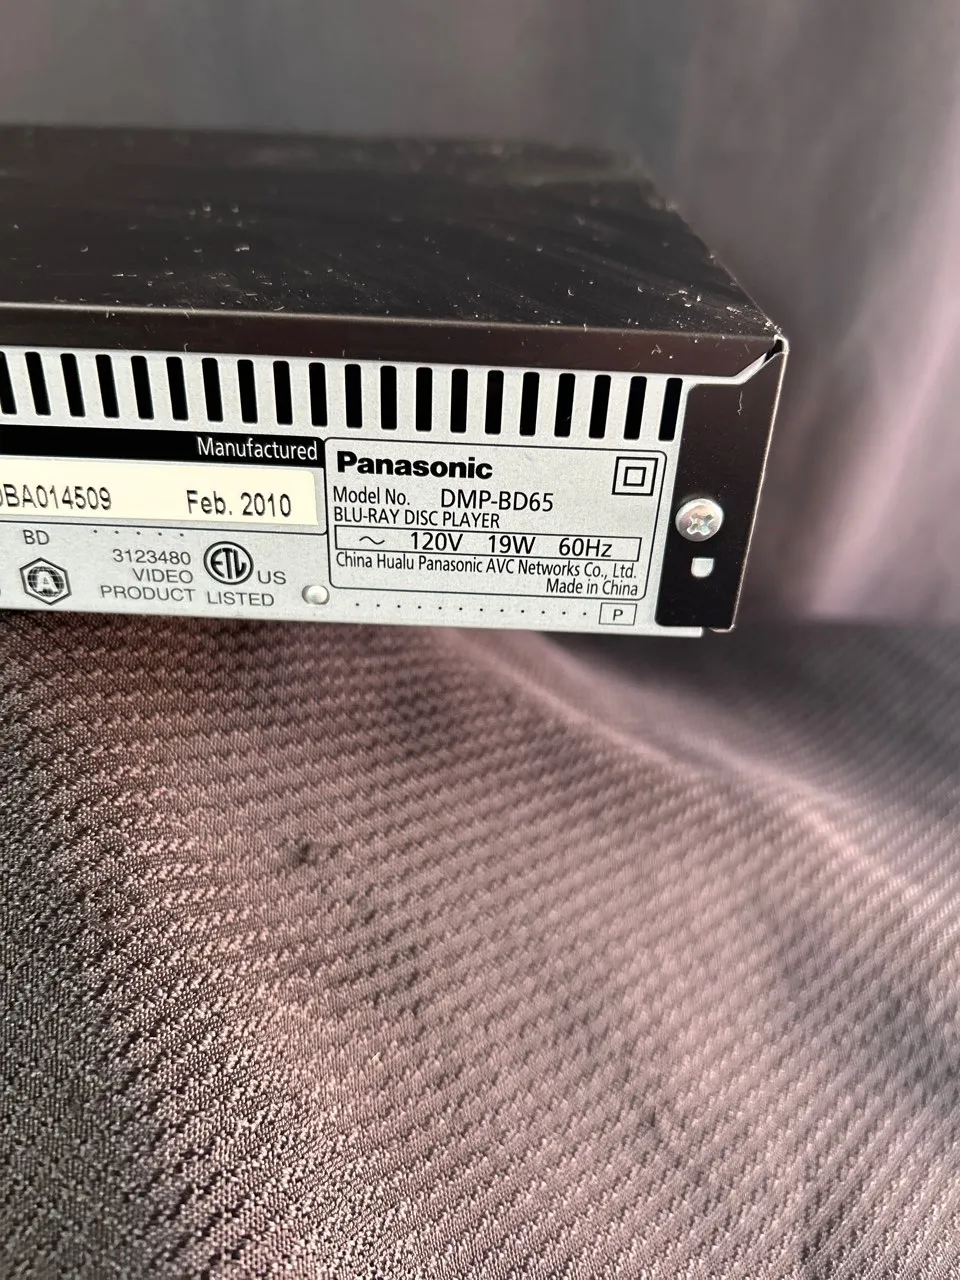 Manufactured
BA014509 Feb. 2010
BD
3123480
VIDEO
PRODUCT
ETL
US
LISTED
Panasonic
Model No. DMP-BD65
BLU-RAY DISC PLAYER
～ 120V 19W 60Hz
China Hualu Panasonic AVC Networks Co., Ltd.
Made in China
P